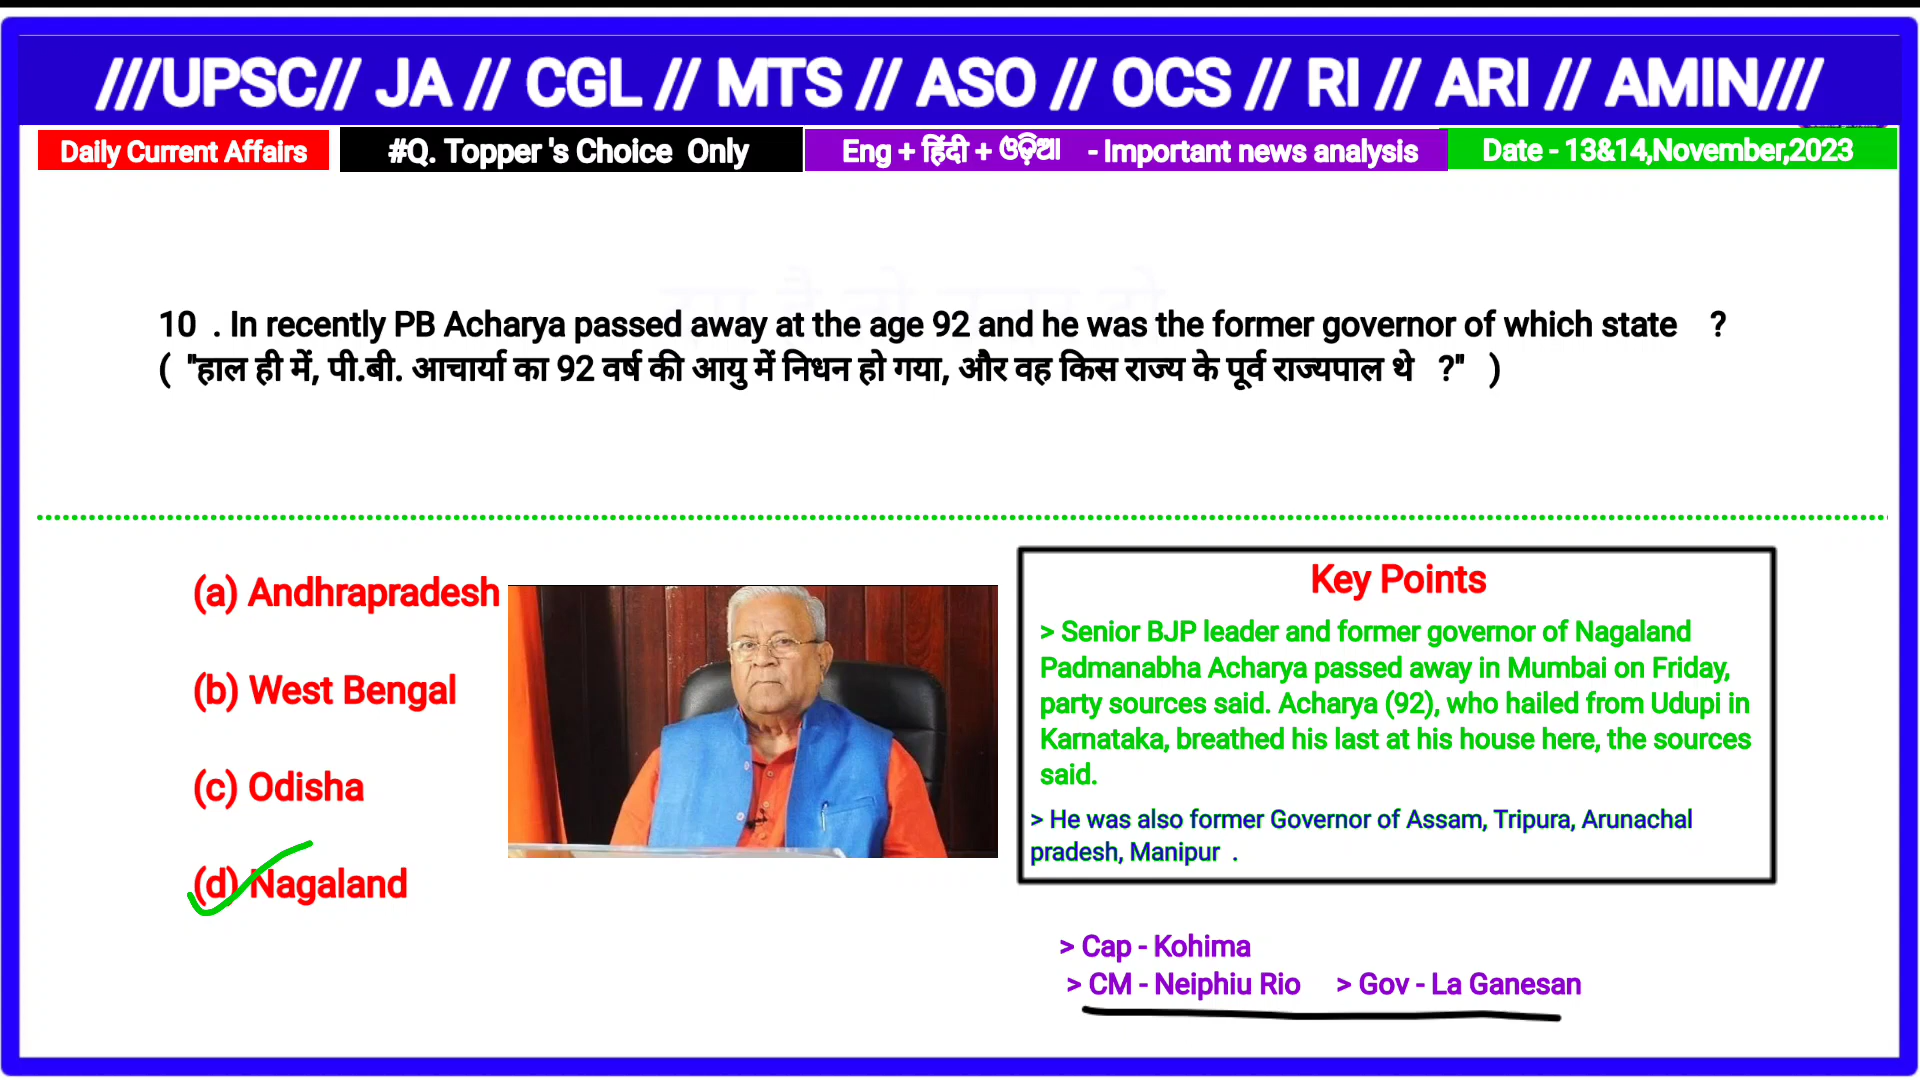 ///UPSC// JA // CGL // MTS // ASO // OCS // RI // ARI // AMIN///
Daily Current Affairs
#Q. Topper 's Choice Only
Eng + हिंदी + ଓଡ଼ିଆ - Important news analysis
Date - 13&14,November,2023
10 . In recently PB Acharya passed away at the age 92 and he was the former governor of which state ?
( "हाल ही में, पी.बी. आचार्या का 92 वर्ष की आयु में निधन हो गया, और वह किस राज्य के पूर्व राज्यपाल थे ?" )
(a) Andhrapradesh
(b) West Bengal
(c) Odisha
(d) Nagaland
Key Points
> Senior BJP leader and former governor of Nagaland
Padmanabha Acharya passed away in Mumbai on Friday,
party sources said. Acharya (92), who hailed from Udupi in
Karnataka, breathed his last at his house here, the sources
said.
> He was also former Governor of Assam, Tripura, Arunachal
pradesh, Manipur .
> Cap - Kohima
> CM - Neiphiu Rio > Gov - La Ganesan